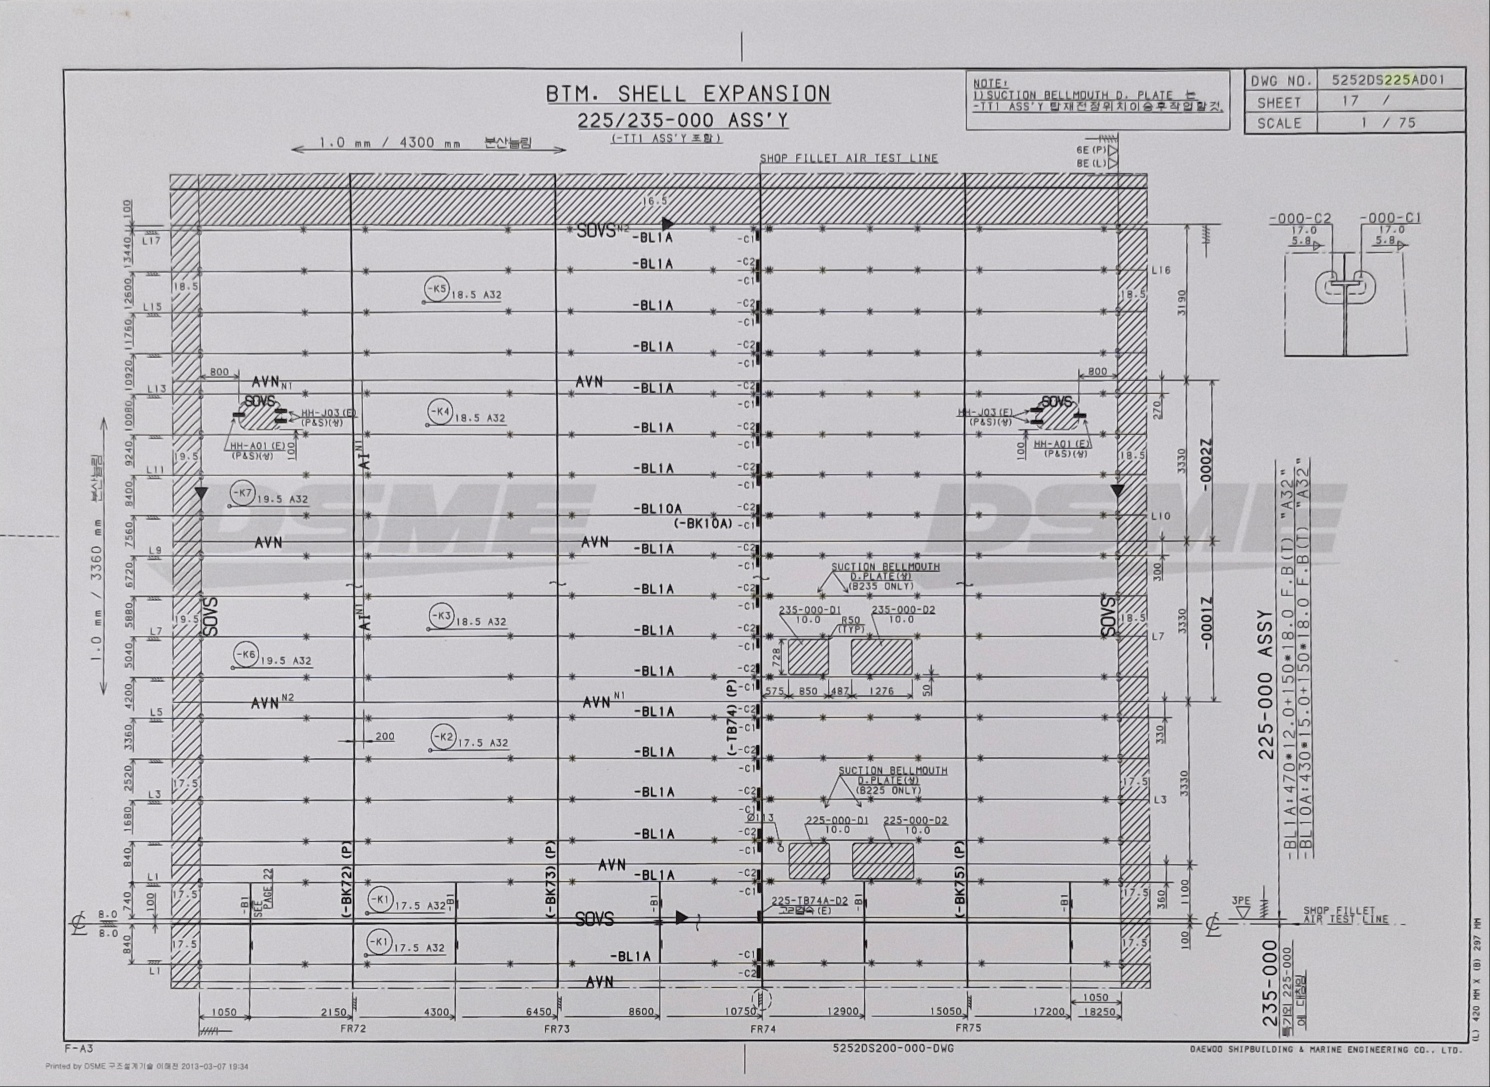 BTM. SHELL EXPANSION
225/235-000 ASS'Y
(-TT1 ASS'Y 포함)
NOTE:
1) SUCTION BELLMOUTH D. PLATE 는
-TT1 ASS'Y 탑재전정위치이송후작업할것.
DWG NO. 5252DS225AD01
SHEET 17 /
SCALE 1 / 75
1.0 mm / 4300 mm 분산늘림
SHOP FILLET AIR TEST LINE
6E(P)
8E(L)
16.5
SOVS N2
-BL1A
-C1
L17
100
13440
-BL1A
-C2
-C1
L16
12600
18.5
-K5 18.5 A32
18.5
-BL1A
-C2
-C1
L15
3190
11760
-BL1A
-C2
-C1
10920
800
AVN N1
AVN
800
L13
-BL1A
-C2
-C1
270
SOVS
HH-J03(E)
(P&S)(상)
-K4 18.5 A32
HH-J03(E)
(P&S)(상)
SOVS
10080
-BL1A
-C2
-C1
HH-A01(E)
(P&S)(상)
100
AI N1
100
HH-A01(E)
(P&S)(상)
9240
19.5
18.5
3330
-0002Z
L11
-BL1A
-C2
-C1
8400
-K7 19.5 A32
-BL10A
(-BK10A)
-C2
-C1
L10
7560
AVN
AVN
L9
-BL1A
-C2
-C1
300
6720
SUCTION BELLMOUTH
D.PLATE(상)
(B235 ONLY)
-BL1A
-C2
-C1
5880
SOVS
19.5
AI N1
-K3 18.5 A32
235-000-D1
10.0
235-000-D2
10.0
R50
(TYP)
SOVS
18.5
3330
-0001Z
L7
-BL1A
-C2
-C1
L7
728
5040
-K6 19.5 A32
-BL1A
-C2
-C1
575
850
487
1276
50
4200
AVN N2
AVN N1
(-TB74) (P)
L5
-BL1A
-C2
-C1
330
3360
200
-K2 17.5 A32
-BL1A
-C2
-C1
2520
SUCTION BELLMOUTH
D.PLATE(상)
(B225 ONLY)
17.5
17.5
3330
L3
-BL1A
-C2
-C1
L3
1680
Ø113
225-000-D1
10.0
225-000-D2
10.0
-BL1A
-C2
-C1
840
(-BK72) (P)
(-BK73) (P)
(-BK75) (P)
AVN
L1
-BL1A
-C2
-C1
740
100
17.5
-B1
SEE
PAGE 22
-K1 17.5 A32
-B1
-B1
225-TB74A-D2
-B1
17.5
360
1100
8.0
8.0
SOVS
840
17.5
-K1 17.5 A32
17.5
100
L1
-BL1A
-C1
-C2
AVN
1050
1050
2150
4300
6450
8600
10750
12900
15050
17200
18250
FR72
FR73
FR74
FR75
1.0 mm / 3360 mm 분산늘림
-000-C2
17.0
5.8
-000-C1
17.0
5.8
225-000 ASSY
-BL1A:470*12.0+150*18.0 F.B(T) "A32"
-BL10A:430*15.0+150*18.0 F.B(T) "A32"
3PE
SHOP FILLET
AIR TEST LINE
235-000
특기외 225-000
에 대칭임
DSME DSME
F-A3
5252DS200-000-DWG
DAEWOO SHIPBUILDING & MARINE ENGINEERING CO., LTD.
(L) 420 MM X (B) 297 MM
Printed by DSME 구조설계기술 이해진 2013-03-07 19:34